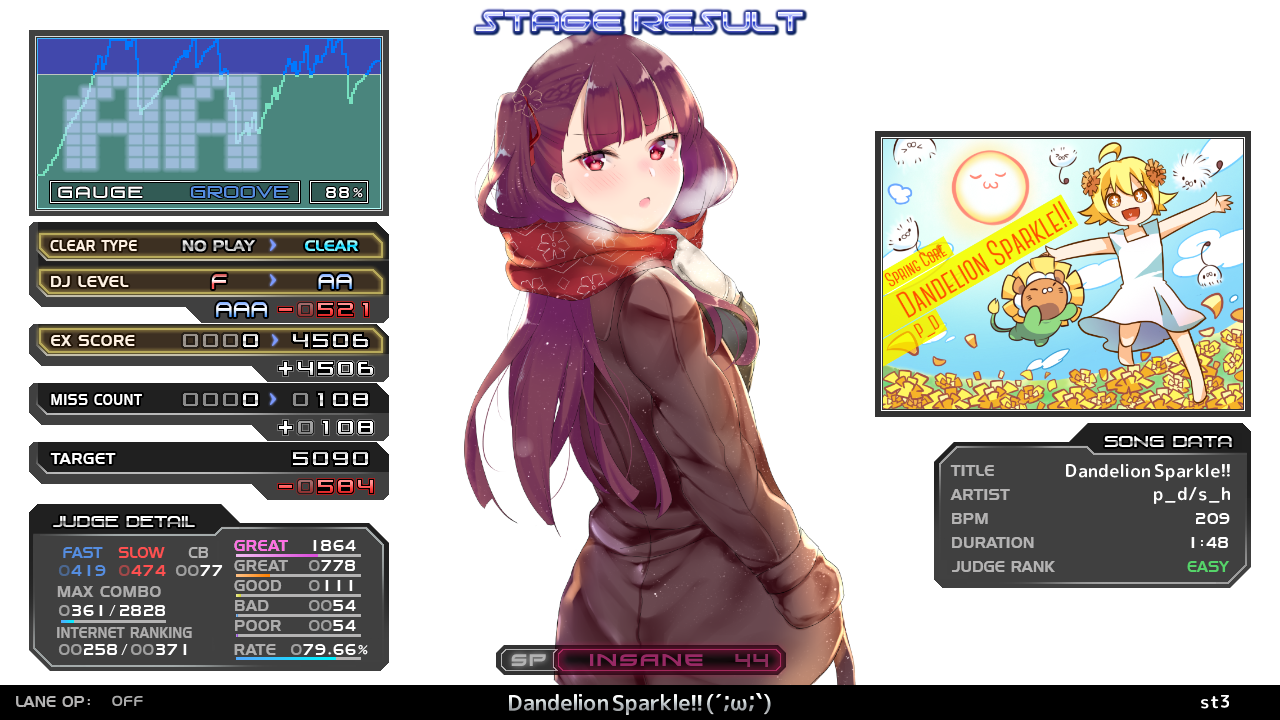 STAGE RESULT
AA
GAUGE GROOVE 88%
CLEAR TYPE NO PLAY CLEAR
DJ LEVEL F AA
AAA -0521
EX SCORE 0000 4506
+4506
MISS COUNT 0000 0108
+0108
TARGET 5090
-0584
JUDGE DETAIL
FAST SLOW CB
0419 0474 0077
MAX COMBO
0361/2828
INTERNET RANKING
00258/00371
GREAT 1864
GREAT 0778
GOOD 0111
BAD 0054
POOR 0054
RATE 079.66%
SPRING CORE
DANDELION SPARKLE!!
P_D
SONG DATA
TITLE Dandelion Sparkle!!
ARTIST p_d/s_h
BPM 209
DURATION 1:48
JUDGE RANK EASY
SP INSANE 44
LANE OP: OFF
Dandelion Sparkle!! (´;ω;`)
st3